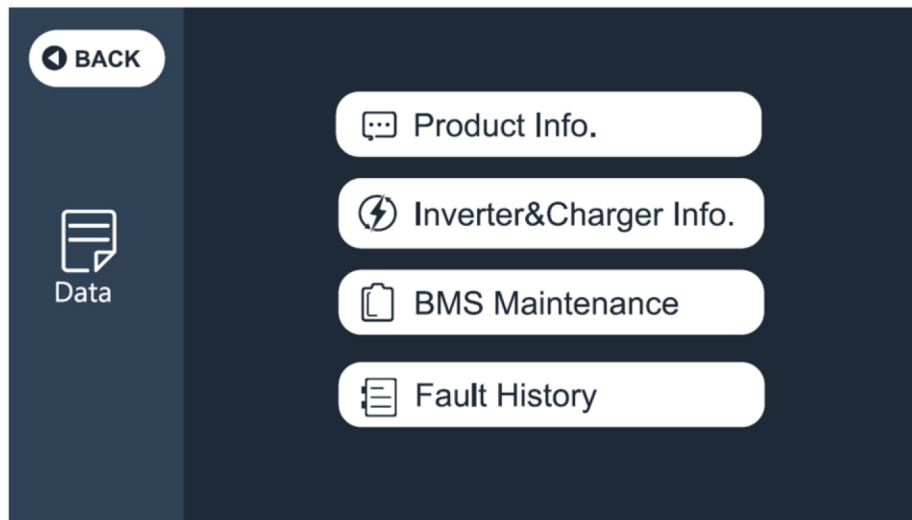 BACK
Data
Product Info.
Inverter&Charger Info.
BMS Maintenance
Fault History